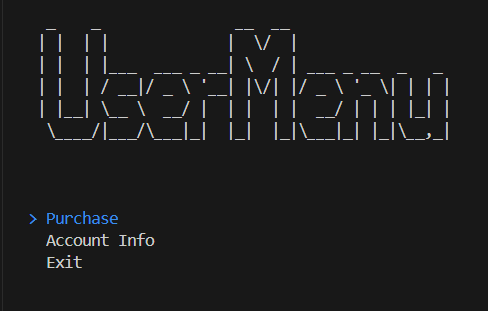 UserMenu
> Purchase
Account Info
Exit